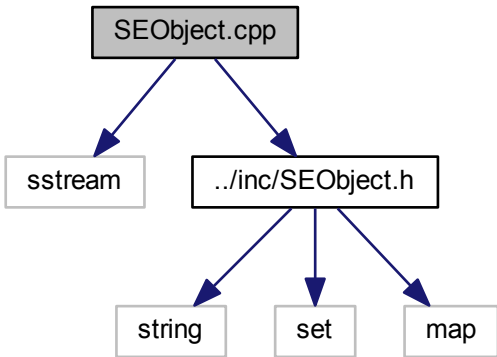 SEObject.cpp
sstream
../inc/SEObject.h
string
set
map